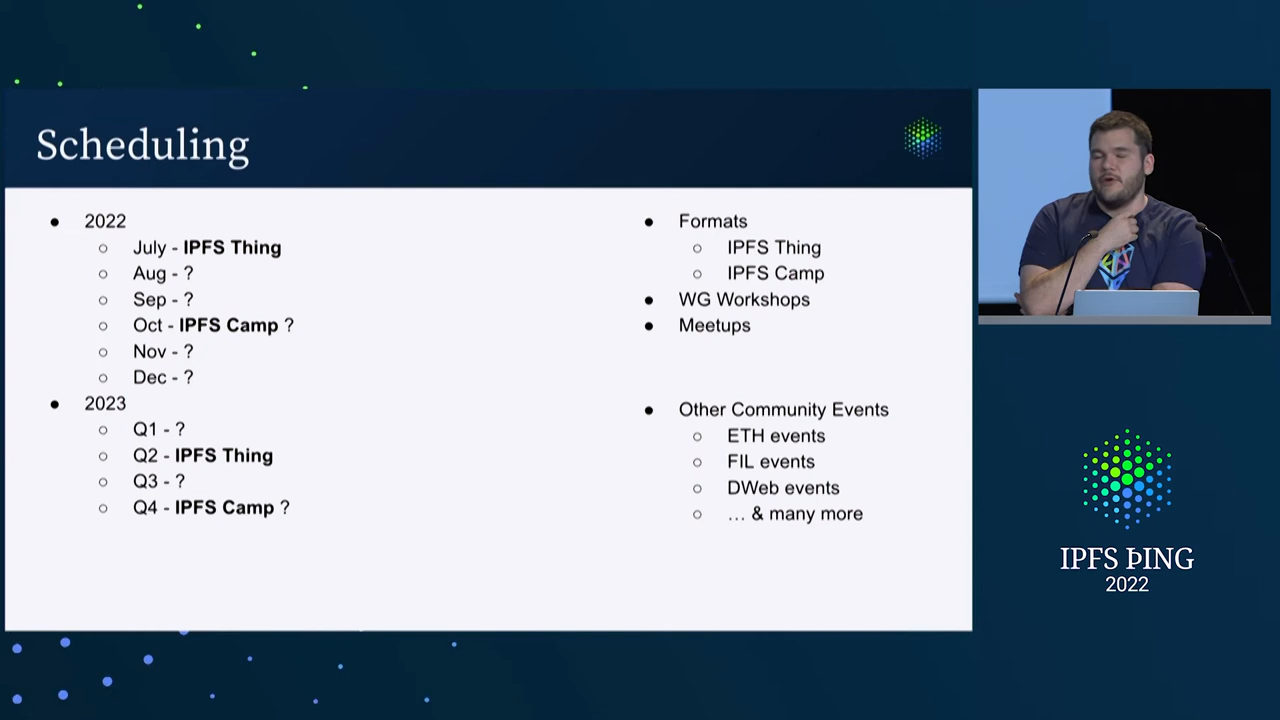 Scheduling
● 2022
○ July - IPFS Thing
○ Aug - ?
○ Sep - ?
○ Oct - IPFS Camp ?
○ Nov - ?
○ Dec - ?
● 2023
○ Q1 - ?
○ Q2 - IPFS Thing
○ Q3 - ?
○ Q4 - IPFS Camp ?
● Formats
○ IPFS Thing
○ IPFS Camp
● WG Workshops
● Meetups
● Other Community Events
○ ETH events
○ FIL events
○ DWeb events
○ … & many more
IPFS ÞING
2022